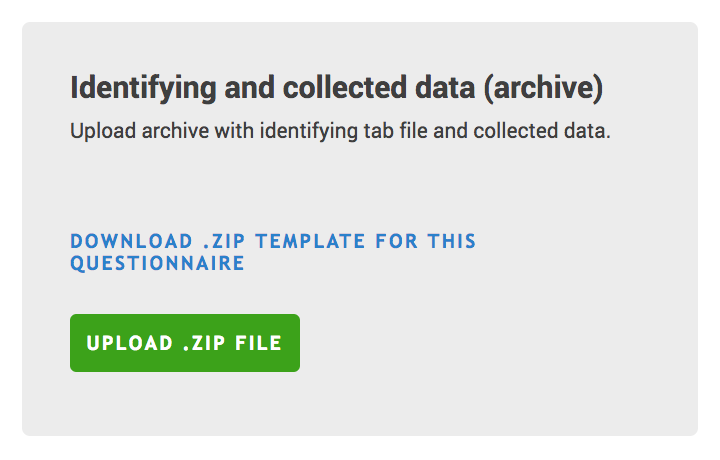 Identifying and collected data (archive)
Upload archive with identifying tab file and collected data.
DOWNLOAD .ZIP TEMPLATE FOR THIS
QUESTIONNAIRE
UPLOAD .ZIP FILE